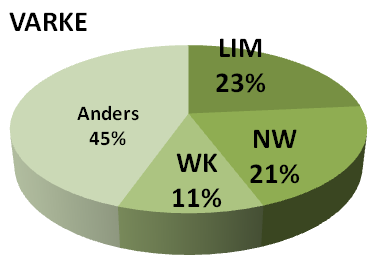 VARKE
LIM
23%
Anders
45%
NW
21%
WK
11%